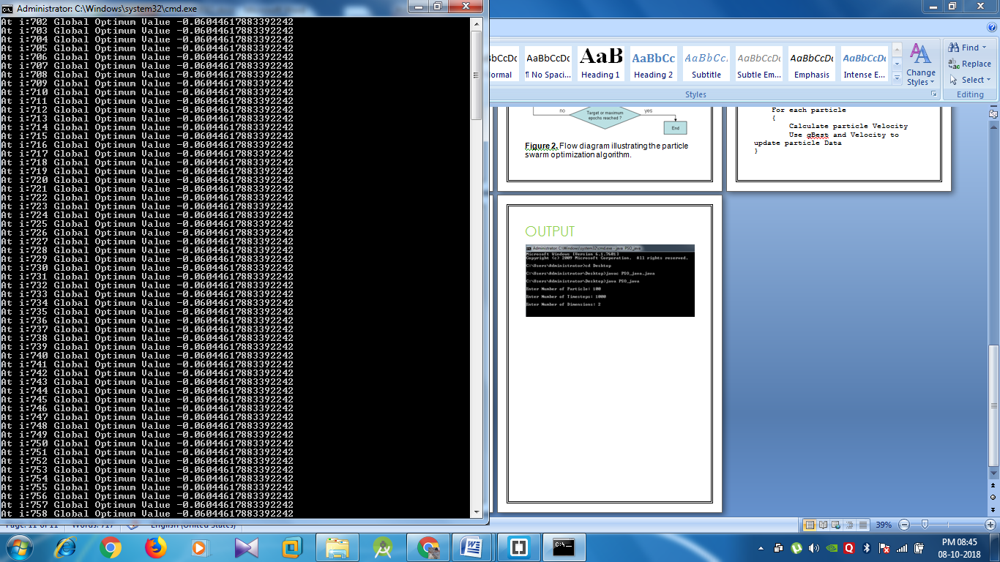 Administrator: C:\Windows\system32\cmd.exe
At i:702 Global Optimum Value -0.06044617883392242
At i:703 Global Optimum Value -0.06044617883392242
At i:704 Global Optimum Value -0.06044617883392242
At i:705 Global Optimum Value -0.06044617883392242
At i:706 Global Optimum Value -0.06044617883392242
At i:707 Global Optimum Value -0.06044617883392242
At i:708 Global Optimum Value -0.06044617883392242
At i:709 Global Optimum Value -0.06044617883392242
At i:710 Global Optimum Value -0.06044617883392242
At i:711 Global Optimum Value -0.06044617883392242
At i:712 Global Optimum Value -0.06044617883392242
At i:713 Global Optimum Value -0.06044617883392242
At i:714 Global Optimum Value -0.06044617883392242
At i:715 Global Optimum Value -0.06044617883392242
At i:716 Global Optimum Value -0.06044617883392242
At i:717 Global Optimum Value -0.06044617883392242
At i:718 Global Optimum Value -0.06044617883392242
At i:719 Global Optimum Value -0.06044617883392242
At i:720 Global Optimum Value -0.06044617883392242
At i:721 Global Optimum Value -0.06044617883392242
At i:722 Global Optimum Value -0.06044617883392242
At i:723 Global Optimum Value -0.06044617883392242
At i:724 Global Optimum Value -0.06044617883392242
At i:725 Global Optimum Value -0.06044617883392242
At i:726 Global Optimum Value -0.06044617883392242
At i:727 Global Optimum Value -0.06044617883392242
At i:728 Global Optimum Value -0.06044617883392242
At i:729 Global Optimum Value -0.06044617883392242
At i:730 Global Optimum Value -0.06044617883392242
At i:731 Global Optimum Value -0.06044617883392242
At i:732 Global Optimum Value -0.06044617883392242
At i:733 Global Optimum Value -0.06044617883392242
At i:734 Global Optimum Value -0.06044617883392242
At i:735 Global Optimum Value -0.06044617883392242
At i:736 Global Optimum Value -0.06044617883392242
At i:737 Global Optimum Value -0.06044617883392242
At i:738 Global Optimum Value -0.06044617883392242
At i:739 Global Optimum Value -0.06044617883392242
At i:740 Global Optimum Value -0.06044617883392242
At i:741 Global Optimum Value -0.06044617883392242
At i:742 Global Optimum Value -0.06044617883392242
At i:743 Global Optimum Value -0.06044617883392242
At i:744 Global Optimum Value -0.06044617883392242
At i:745 Global Optimum Value -0.06044617883392242
At i:746 Global Optimum Value -0.06044617883392242
At i:747 Global Optimum Value -0.06044617883392242
At i:748 Global Optimum Value -0.06044617883392242
At i:749 Global Optimum Value -0.06044617883392242
At i:750 Global Optimum Value -0.06044617883392242
At i:751 Global Optimum Value -0.06044617883392242
At i:752 Global Optimum Value -0.06044617883392242
At i:753 Global Optimum Value -0.06044617883392242
At i:754 Global Optimum Value -0.06044617883392242
At i:755 Global Optimum Value -0.06044617883392242
At i:756 Global Optimum Value -0.06044617883392242
At i:757 Global Optimum Value -0.06044617883392242
At i:758 Global Optimum Value -0.06044617883392242
bCcDc AaBbCcDc AaB AaBbCc AaBbCc. AaBbCcDc AaBbCcDc AaBbCcDc
ormal ¶ No Spaci... Heading 1 Heading 2 Subtitle Subtle Em... Emphasis Intense E...
Change Styles
Styles
Find
Replace
Select
Editing
no
Target or maximum
epochs reached ?
yes
End
Figure 2. Flow diagram illustrating the particle
swarm optimization algorithm.
For each particle
{
Calculate particle Velocity
Use gBest and Velocity to
update particle Data
}
OUTPUT
Administrator: C:\Windows\system32\cmd.exe - java PSO_java
Microsoft Windows [Version 6.1.7601]
Copyright (c) 2009 Microsoft Corporation. All rights reserved.
C:\Users\Administrator>cd Desktop
C:\Users\Administrator\Desktop>javac PSO_java.java
C:\Users\Administrator\Desktop>java PSO_java
Enter Number of Particle: 100
Enter Number of Timesteps: 1000
Enter Number of Dimensions: 2
Page: 11 of 11 Words: 717 English (United States)
39%
PM 08:45
08-10-2018